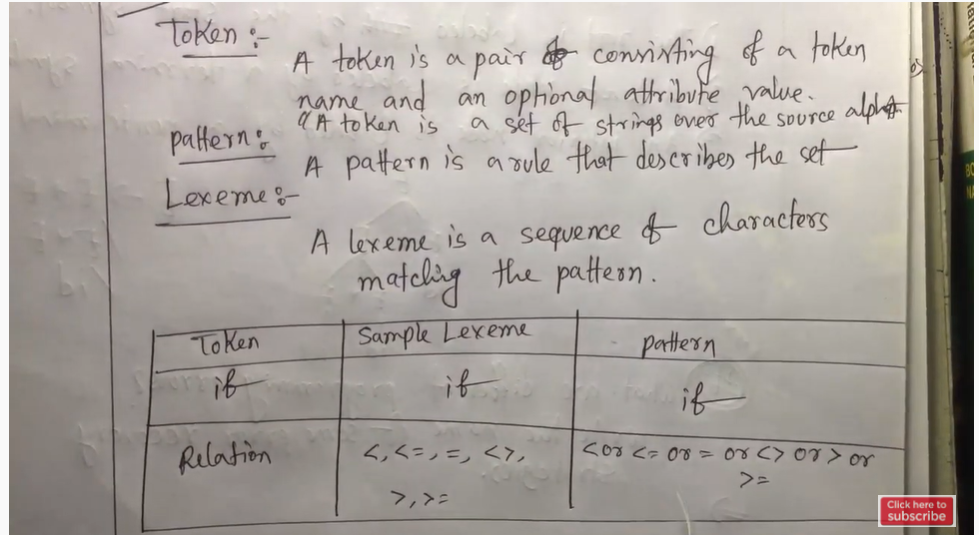 Token :-
A token is a pair of consisting of a token
name and an optional attribute value.
"A token is a set of strings over the source alph
pattern :
A pattern is a rule that describes the set
Lexeme :-
A lexeme is a sequence of characters
matching the pattern.
Token Sample Lexeme pattern
if if if
Relation <, <=, =, <>, < or <= or = or <> or > or
>, >= >=
Click here to
subscribe